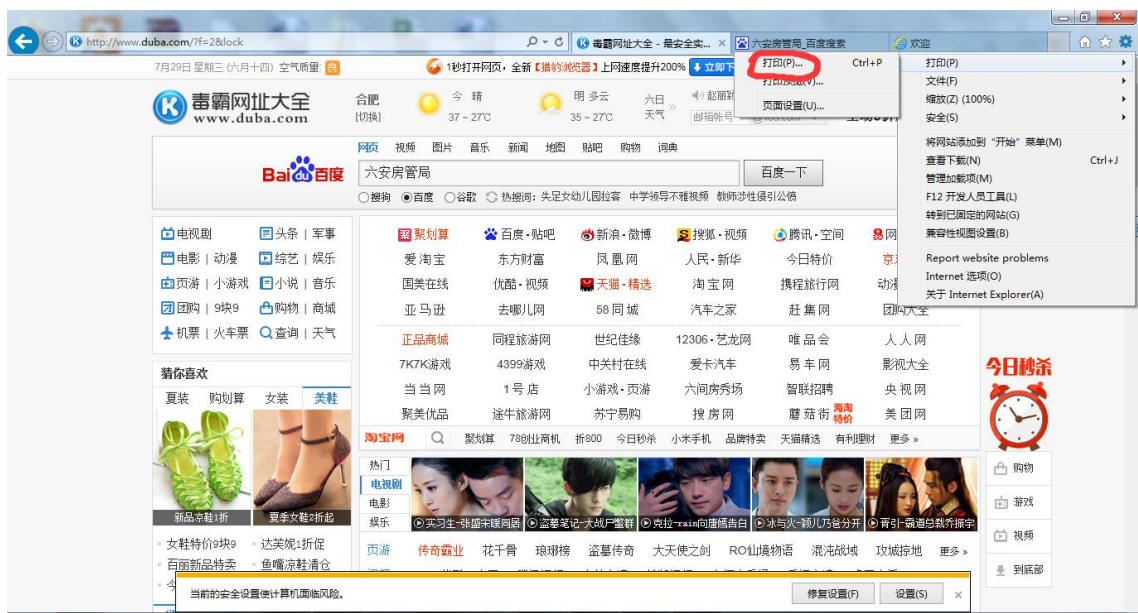 http://www.duba.com/?f=2&lock
毒霸网址大全 - 最安全实...
六安房管局_百度搜索
欢迎
7月29日 星期三 (六月十四) 空气质量: 良
1秒打开网页，全新【猎豹浏览器】上网速度提升200%
立即下
打印(P)... Ctrl+P
打印预览(V)...
页面设置(U)...
打印(P)
文件(F)
缩放(Z) (100%)
安全(S)
将网站添加到“开始”菜单(M)
查看下载(N) Ctrl+J
管理加载项(M)
F12 开发人员工具(L)
转到已固定的网站(G)
兼容性视图设置(B)
Report website problems
Internet 选项(O)
关于 Internet Explorer(A)
毒霸网址大全
www.duba.com
合肥
[切换]
今 晴
37 ~ 27℃
明 多云
35 ~ 27℃
六日
天气
邮箱帐号
网页 视频 图片 音乐 新闻 地图 贴吧 购物 词典
Bai du 百度
六安房管局
百度一下
搜狗 百度 谷歌 热搜词: 失足女幼儿园拉客 中学领导不雅视频 教师涉性侵引公愤
电视剧 头条 | 军事
电影 | 动漫 综艺 | 娱乐
页游 | 小游戏 小说 | 音乐
团购 | 9块9 购物 | 商城
机票 | 火车票 查询 | 天气
聚划算 百度·贴吧 新浪·微博 搜狐·视频 腾讯·空间 网
爱淘宝 东方财富 凤凰网 人民·新华 今日特价 京
国美在线 优酷·视频 天猫·精选 淘宝网 携程旅行网
亚马逊 去哪儿网 58同城 汽车之家 赶集网 团购大全
正品商城 同程旅游网 世纪佳缘 12306·艺龙网 唯品会 人人网
7K7K游戏 4399游戏 中关村在线 爱卡汽车 易车网 影视大全
当当网 1号店 小游戏·页游 六间房秀场 智联招聘 央视网
聚美优品 途牛旅游网 苏宁易购 搜房网 蘑菇街 海淘特价 美团网
淘宝网 聚划算 78创业商机 折800 今日秒杀 小米手机 品牌特卖 天猫精选 有利理财 更多»
猜你喜欢
夏装 购划算 女装 美鞋
新品凉鞋1折
夏季女鞋2折起
女鞋特价9块9 达芙妮1折促
百丽新品特卖 鱼嘴凉鞋清仓
热门
电视剧
电影
娱乐
实习生-张盛宋暖同居
盗墓笔记-大战尸蟞群
克拉-rain向唐嫣告白
冰与火-颖儿乃爸分开
青引-霸道总裁乔振宇
页游 传奇霸业 花千骨 琅琊榜 盗墓传奇 大天使之剑 RO仙境物语 混沌战域 攻城掠地 更多»
今日秒杀
购物
游戏
视频
到底部
当前的安全设置使计算机面临风险。
修复设置(F)
设置(S)